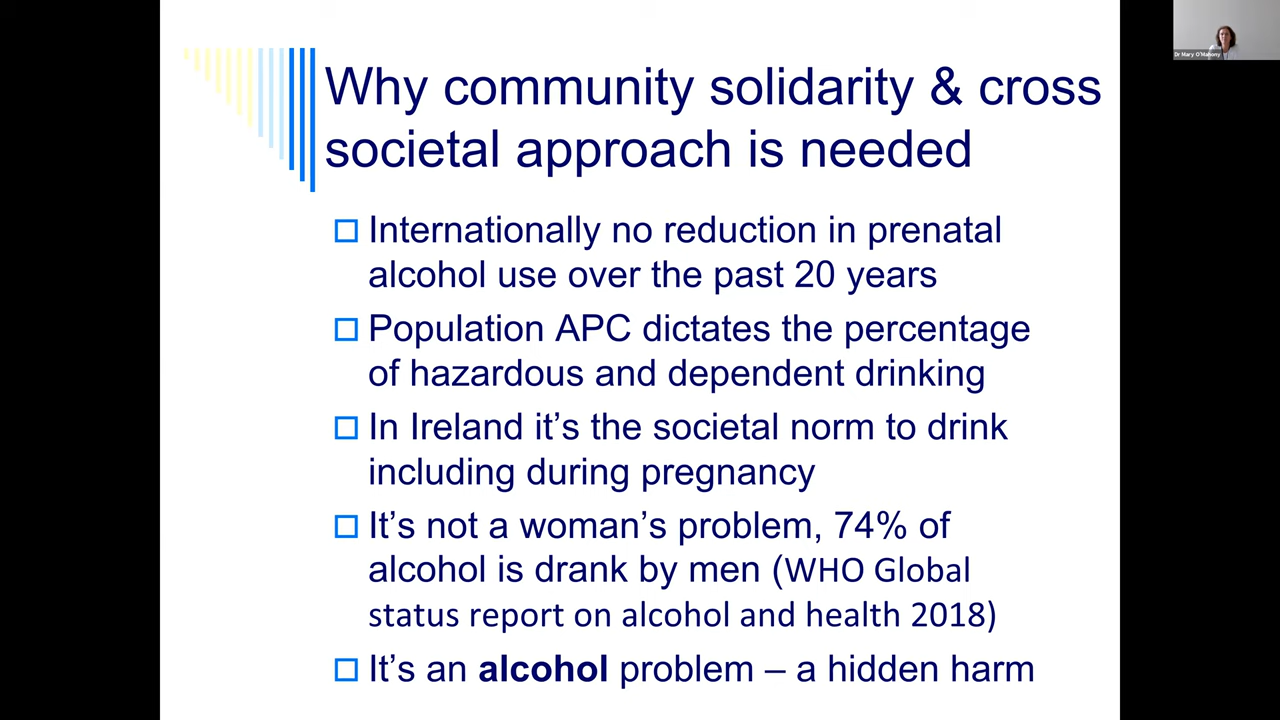 Why community solidarity & cross
societal approach is needed
Internationally no reduction in prenatal
alcohol use over the past 20 years
Population APC dictates the percentage
of hazardous and dependent drinking
In Ireland it’s the societal norm to drink
including during pregnancy
It’s not a woman’s problem, 74% of
alcohol is drank by men (WHO Global
status report on alcohol and health 2018)
It’s an alcohol problem – a hidden harm
Dr Mary O'Mahony